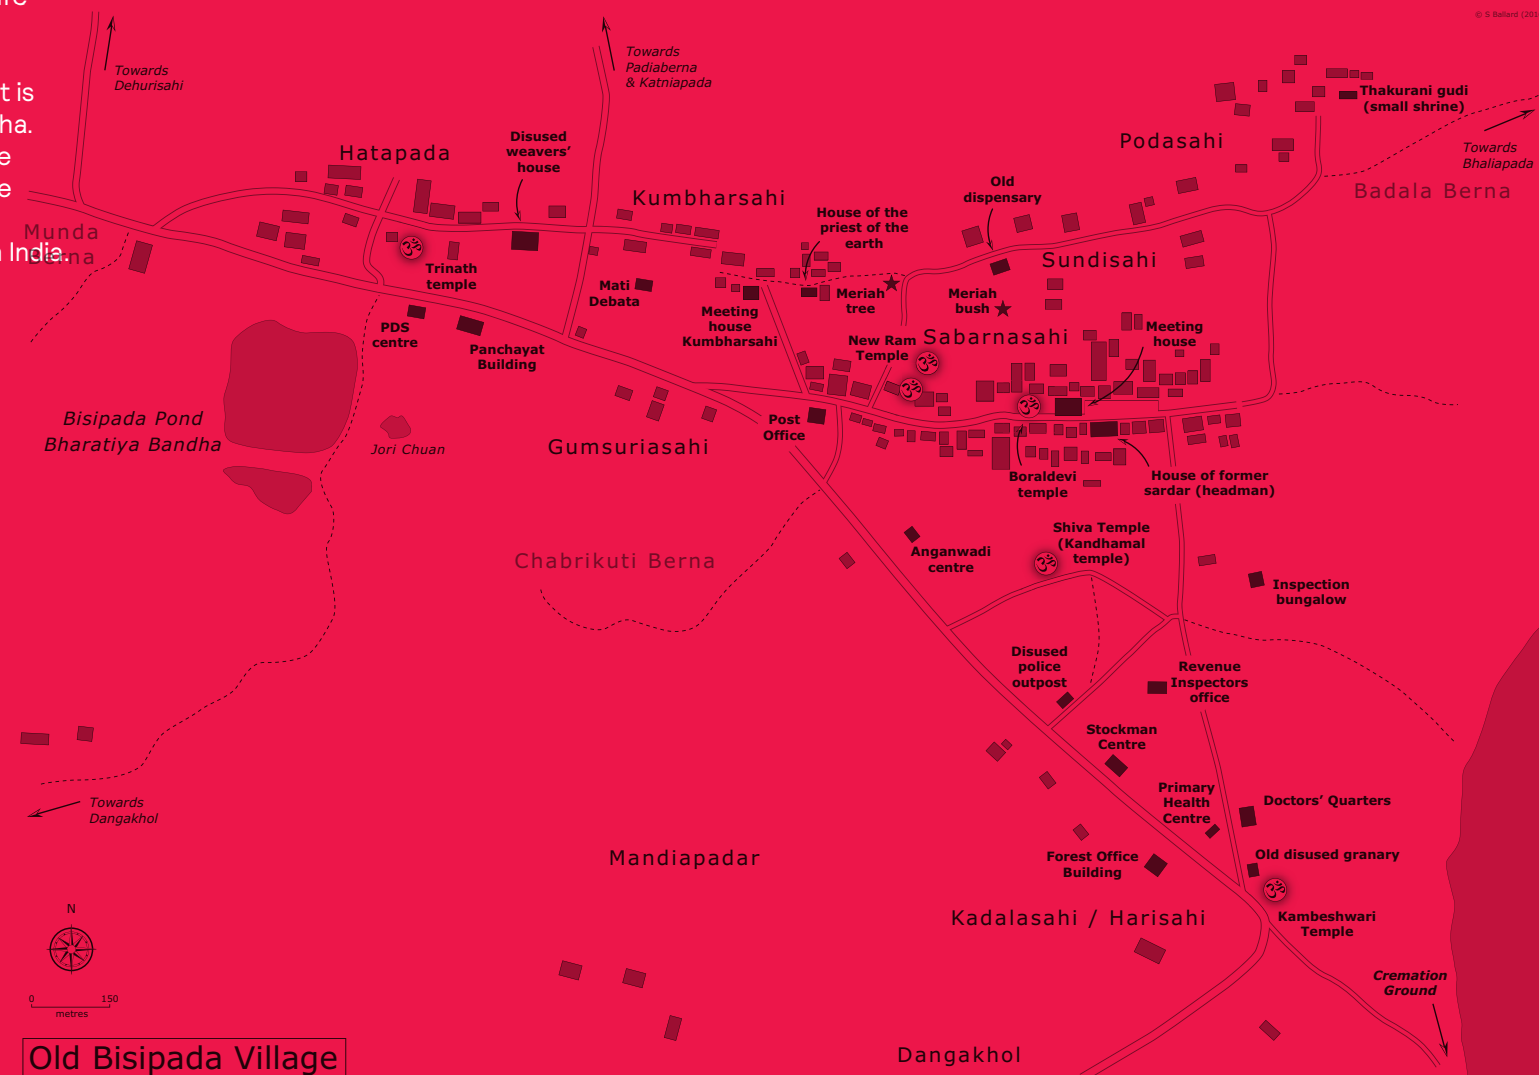 © S Ballard (201
t is
ha.
e
e
India.
Towards
Dehurisahi
Towards
Padiaberna
& Katniapada
Thakurani gudi
(small shrine)
Podasahi
Towards
Bhaliapada
Badala Berna
Hatapada
Disused
weavers’
house
Kumbharsahi
Old
dispensary
House of the
priest of the
earth
Munda
Berna
Sundisahi
Trinath
temple
Mati
Debata
Meriah
tree
Meriah
bush
Meeting
house
Kumbharsahi
PDS
centre
Panchayat
Building
New Ram
Temple
Sabarnasahi
Meeting
house
Bisipada Pond
Bharatiya Bandha
Jori Chuan
Gumsuriasahi
Post
Office
Boraldevi
temple
House of former
sardar (headman)
Chabrikuti Berna
Anganwadi
centre
Shiva Temple
(Kandhamal
temple)
Inspection
bungalow
Disused
police
outpost
Revenue
Inspectors
office
Stockman
Centre
Primary
Health
Centre
Doctors’ Quarters
Towards
Dangakhol
Mandiapadar
Forest Office
Building
Old disused granary
Kadalasahi / Harisahi
Kambeshwari
Temple
Cremation
Ground
N
0 150
metres
Old Bisipada Village
Dangakhol